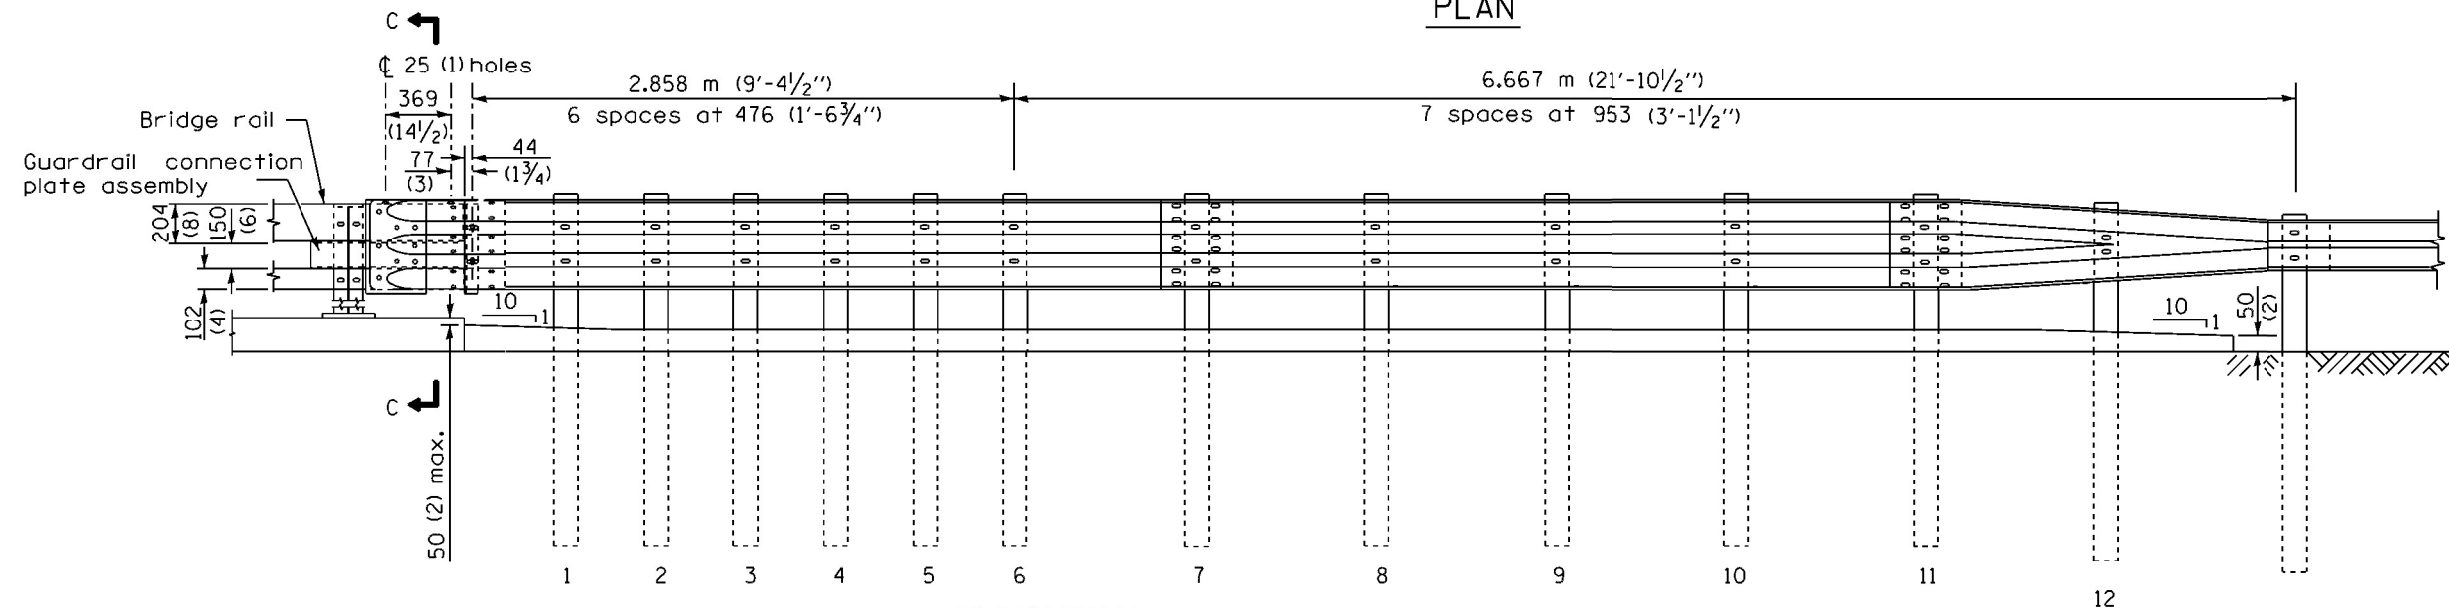 PLAN
C
℄ 25 (1) holes
2.858 m (9'-4½")
6 spaces at 476 (1'-6¾")
6.667 m (21'-10½")
7 spaces at 953 (3'-1½")
369
(14½)
Bridge rail
Guardrail connection
plate assembly
77
(3)
44
(1¾)
204
(8)
150
(6)
102
(4)
10
1
10
1
50
(2)
C
50 (2) max.
1 2 3 4 5 6 7 8 9 10 11
12